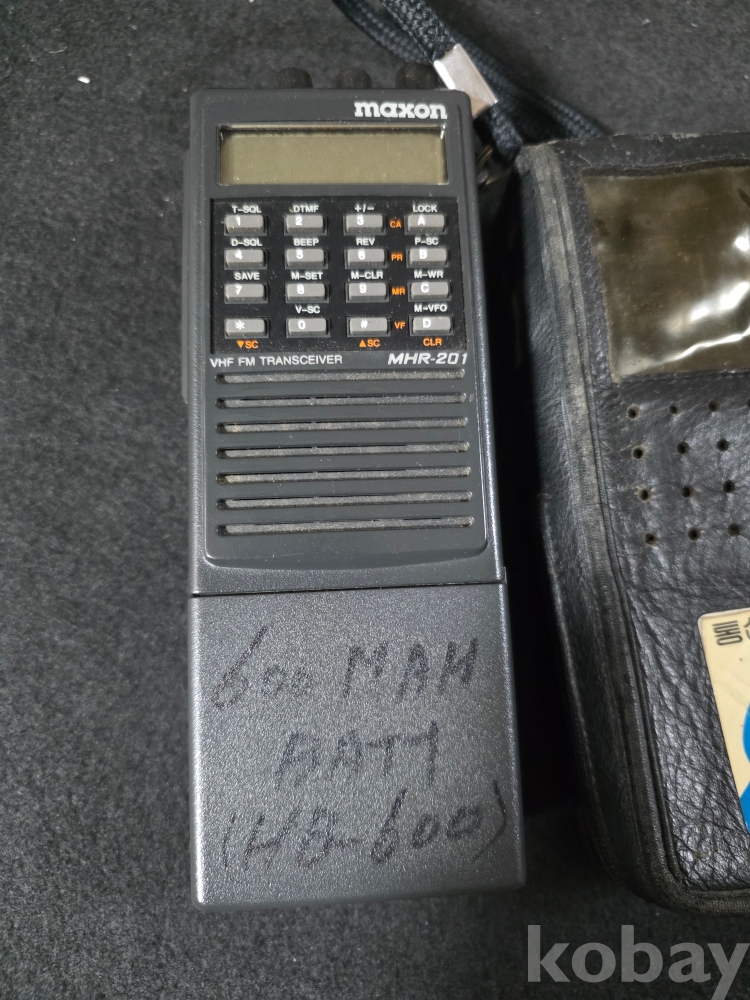 maxon
T-SQL DTMF +/- LOCK
1 2 3 CA A
D-SQL BEEP REV P-SC
4 5 6 PR B
SAVE M-SET M-CLR M-WR
7 8 9 MR C
V-SC M-VFO
* 0 # VF D
▼SC ▲SC CLR
VHF FM TRANSCEIVER MHR-201
600 MAH
BATT
(HB-600)
kobay